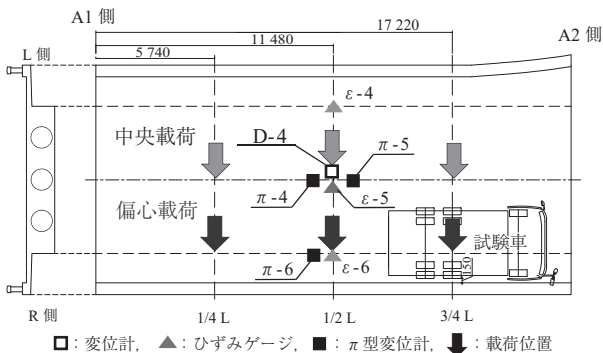 A1 側
17 220
A2 側
L 側
11 480
5 740
ε-4
中央載荷
D-4
π-5
π-4
ε-5
偏心載荷
試験車
150
π-6
ε-6
R 側
1/4 L
1/2 L
3/4 L
：変位計， ：ひずみゲージ， ：π 型変位計， ：載荷位置